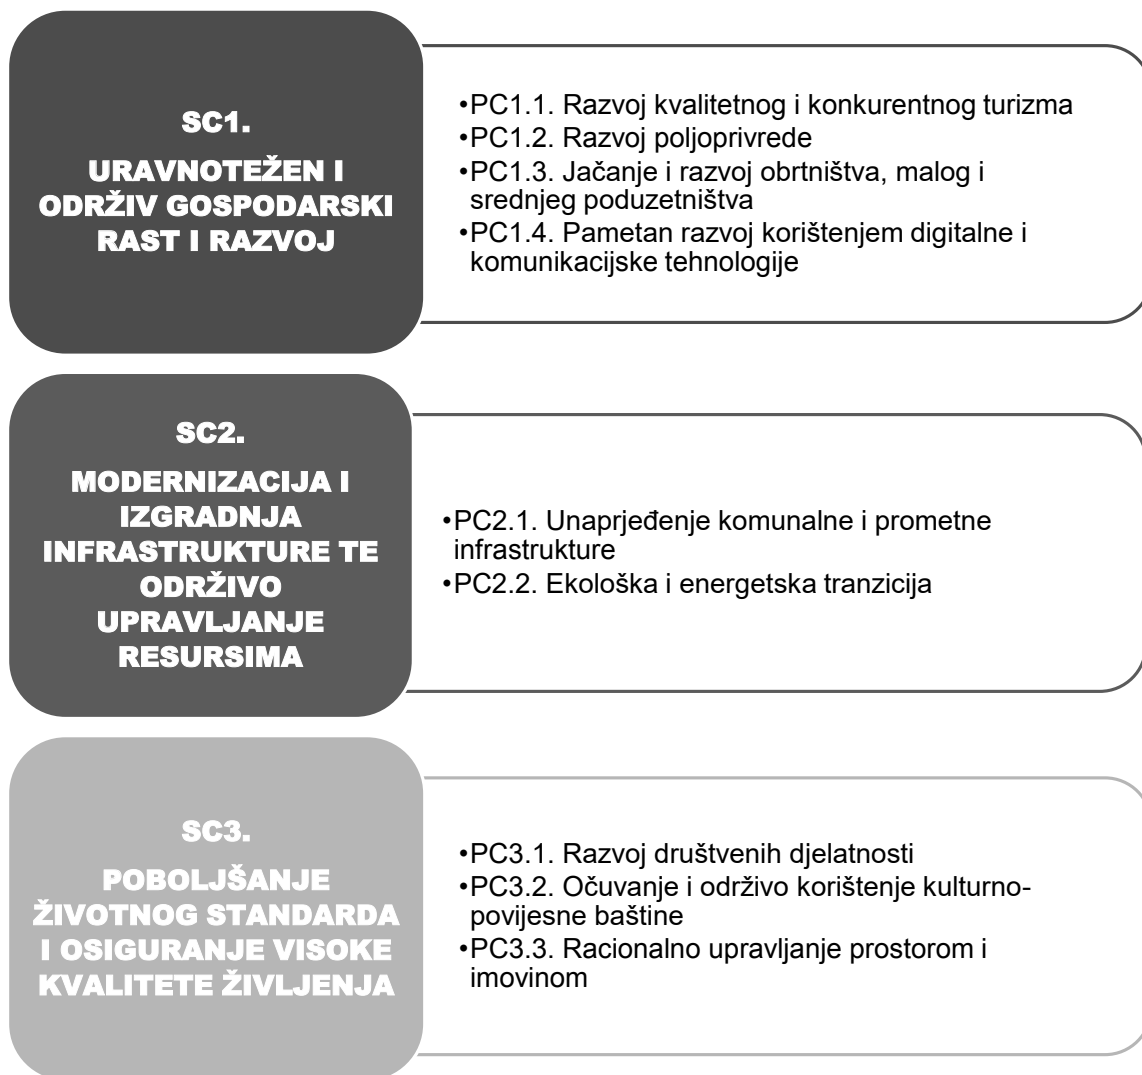 SC1.
URAVNOTEŽEN I
ODRŽIV GOSPODARSKI
RAST I RAZVOJ
•PC1.1. Razvoj kvalitetnog i konkurentnog turizma
•PC1.2. Razvoj poljoprivrede
•PC1.3. Jačanje i razvoj obrtništva, malog i
srednjeg poduzetništva
•PC1.4. Pametan razvoj korištenjem digitalne i
komunikacijske tehnologije
SC2.
MODERNIZACIJA I
IZGRADNJA
INFRASTRUKTURE TE
ODRŽIVO
UPRAVLJANJE
RESURSIMA
•PC2.1. Unaprjeđenje komunalne i prometne
infrastrukture
•PC2.2. Ekološka i energetska tranzicija
SC3.
POBOLJŠANJE
ŽIVOTNOG STANDARDA
I OSIGURANJE VISOKE
KVALITETE ŽIVLJENJA
•PC3.1. Razvoj društvenih djelatnosti
•PC3.2. Očuvanje i održivo korištenje kulturno-
povijesne baštine
•PC3.3. Racionalno upravljanje prostorom i
imovinom